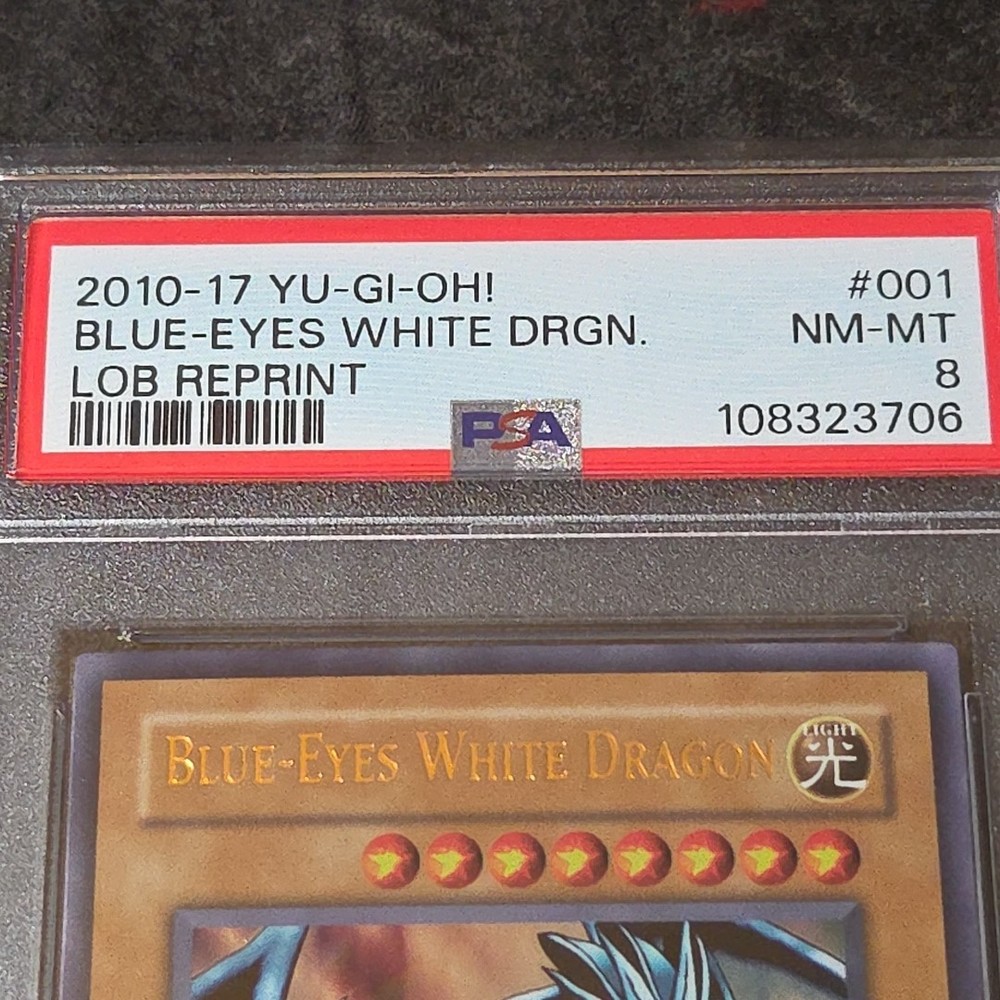 2010-17 YU-GI-OH! #001
BLUE-EYES WHITE DRGN. NM-MT
LOB REPRINT 8
PSA 108323706
BLUE-EYES WHITE DRAGON
LIGHT
光